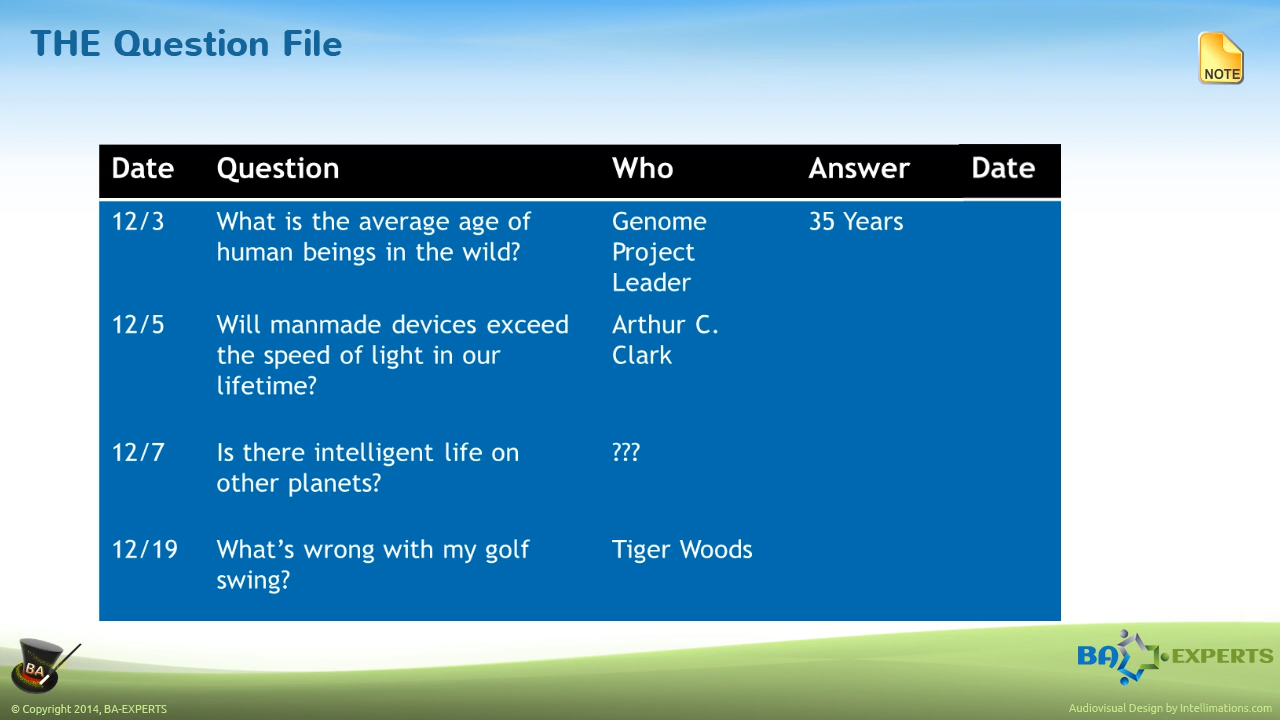 THE Question File
NOTE
Date Question Who Answer Date
12/3 What is the average age of Genome 35 Years
human beings in the wild? Project
Leader
12/5 Will manmade devices exceed Arthur C.
the speed of light in our Clark
lifetime?
12/7 Is there intelligent life on ???
other planets?
12/19 What's wrong with my golf Tiger Woods
swing?
BA
BA EXPERTS
© Copyright 2014, BA-EXPERTS
Audiovisual Design by Intellimations.com